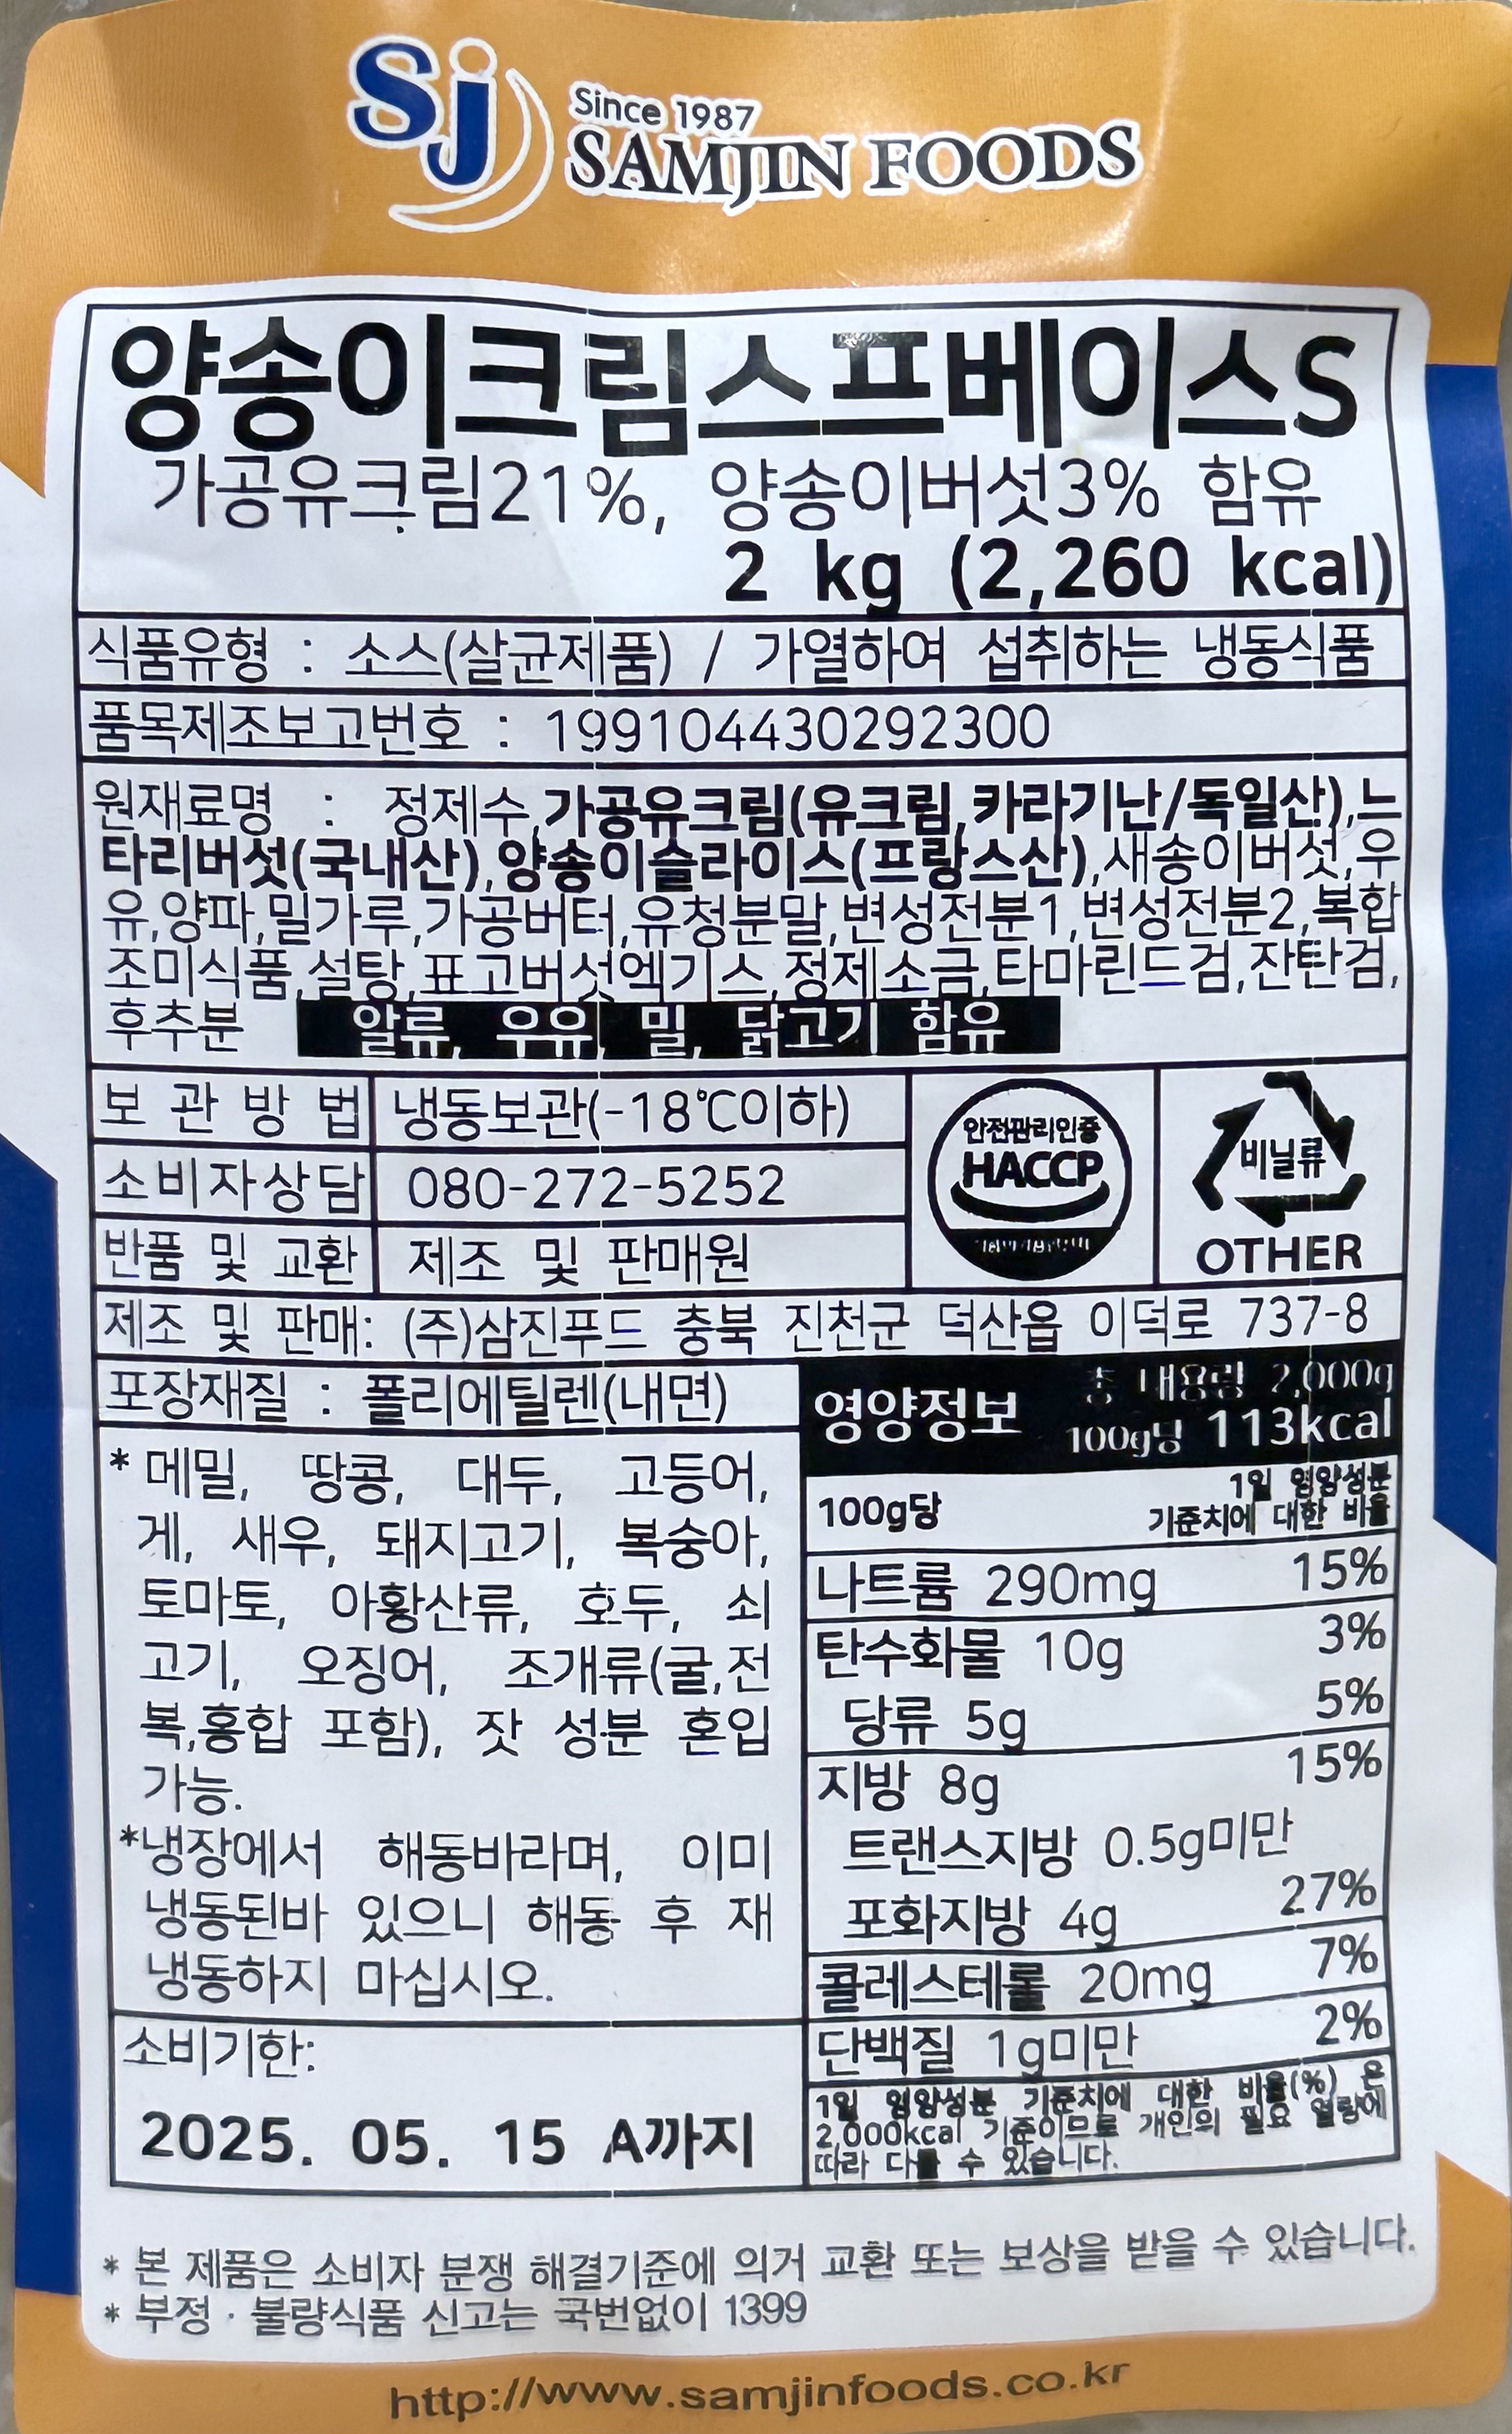 Sj
Since 1987
SAMJIN FOODS
양송이크림스프베이스S
가공유크림21%, 양송이버섯3% 함유
2 kg (2,260 kcal)
식품유형 : 소스(살균제품) / 가열하여 섭취하는 냉동식품
품목제조보고번호 : 199104430292300
원재료명 : 정제수,가공유크림(유크림,카라기난/독일산),느
타리버섯(국내산),양송이슬라이스(프랑스산),새송이버섯,우
유,양파,밀가루,가공버터,유청분말,변성전분1,변성전분2,복합
조미식품,설탕,표고버섯엑기스,정제소금,타마린드검,잔탄검,
후추분 알류, 우유, 밀, 닭고기 함유
보관방법 냉동보관(-18℃이하)
소비자상담 080-272-5252
반품 및 교환 제조 및 판매원
안전관리인증
HACCP
비닐류
OTHER
제조 및 판매: (주)삼진푸드 충북 진천군 덕산읍 이덕로 737-8
포장재질 : 폴리에틸렌(내면)
* 메밀, 땅콩, 대두, 고등어,
게, 새우, 돼지고기, 복숭아,
토마토, 아황산류, 호두, 쇠
고기, 오징어, 조개류(굴,전
복,홍합 포함), 잣 성분 혼입
가능.
*냉장에서 해동바라며, 이미
냉동된바 있으니 해동 후 재
냉동하지 마십시오.
소비기한:
2025. 05. 15 A까지
영양정보 총 내용량 2,000g
100g당 113kcal
100g당 1일 영양성분
기준치에 대한 비율
나트륨 290mg 15%
탄수화물 10g 3%
당류 5g 5%
지방 8g 15%
트랜스지방 0.5g미만
포화지방 4g 27%
콜레스테롤 20mg 7%
단백질 1g미만 2%
1일 영양성분 기준치에 대한 비율(%) 은
2,000kcal 기준이므로 개인의 필요 열량에
따라 다를 수 있습니다.
* 본 제품은 소비자 분쟁 해결기준에 의거 교환 또는 보상을 받을 수 있습니다.
* 부정 · 불량식품 신고는 국번없이 1399
http://www.samjinfoods.co.kr